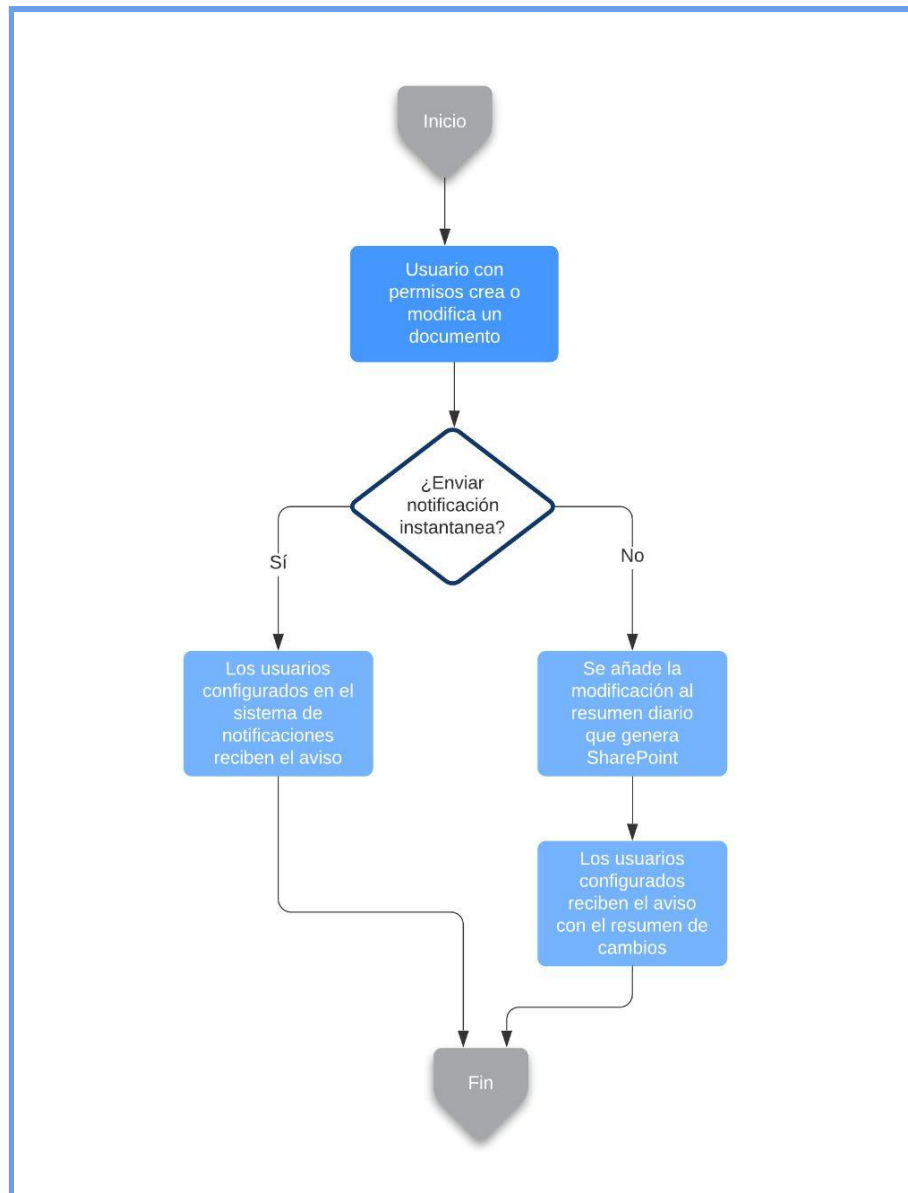 Inicio
Usuario con
permisos crea o
modifica un
documento
¿Enviar
notificación
instantanea?
Sí
No
Los usuarios
configurados en el
sistema de
notificaciones
reciben el aviso
Se añade la
modificación al
resumen diario
que genera
SharePoint
Los usuarios
configurados
reciben el aviso
con el resumen de
cambios
Fin